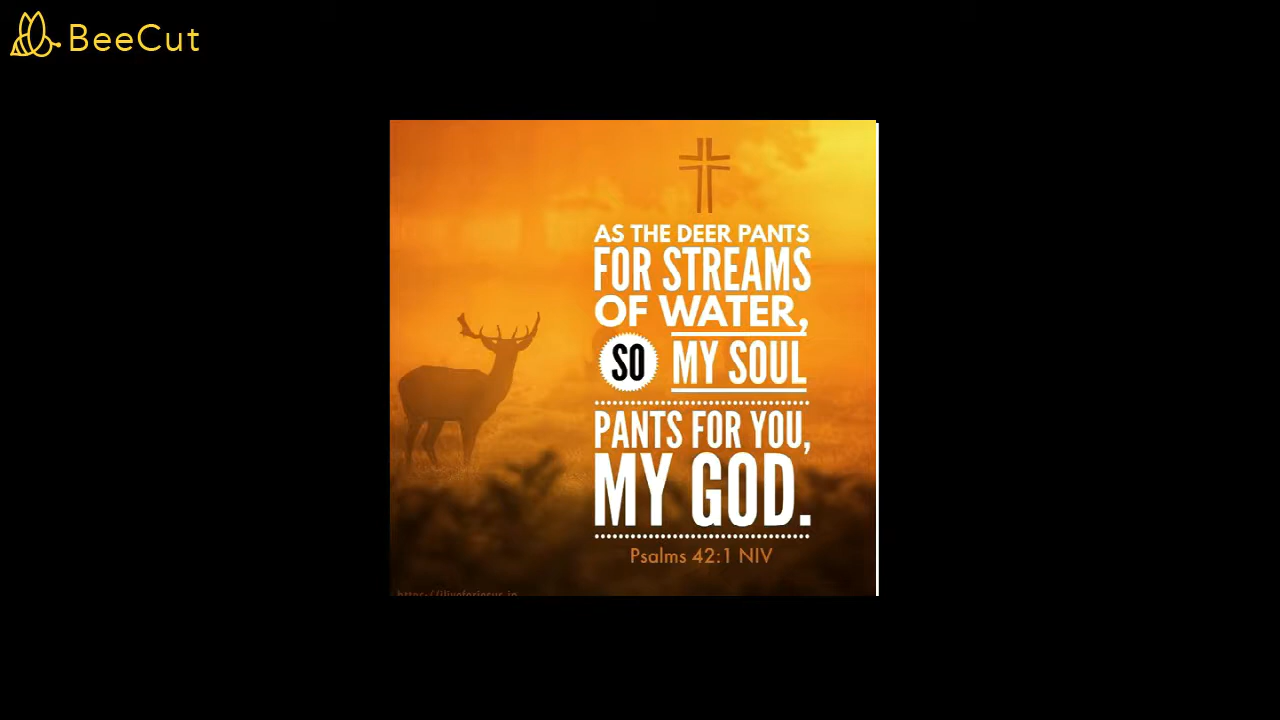 BeeCut
AS THE DEER PANTS
FOR STREAMS
OF WATER,
SO MY SOUL
PANTS FOR YOU,
MY GOD.
Psalms 42:1 NIV